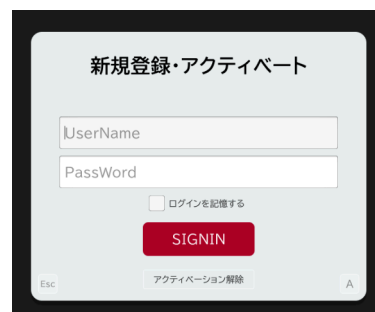 新規登録・アクティベート
UserName
PassWord
ログインを記憶する
SIGNIN
Esc
アクティベーション解除
A